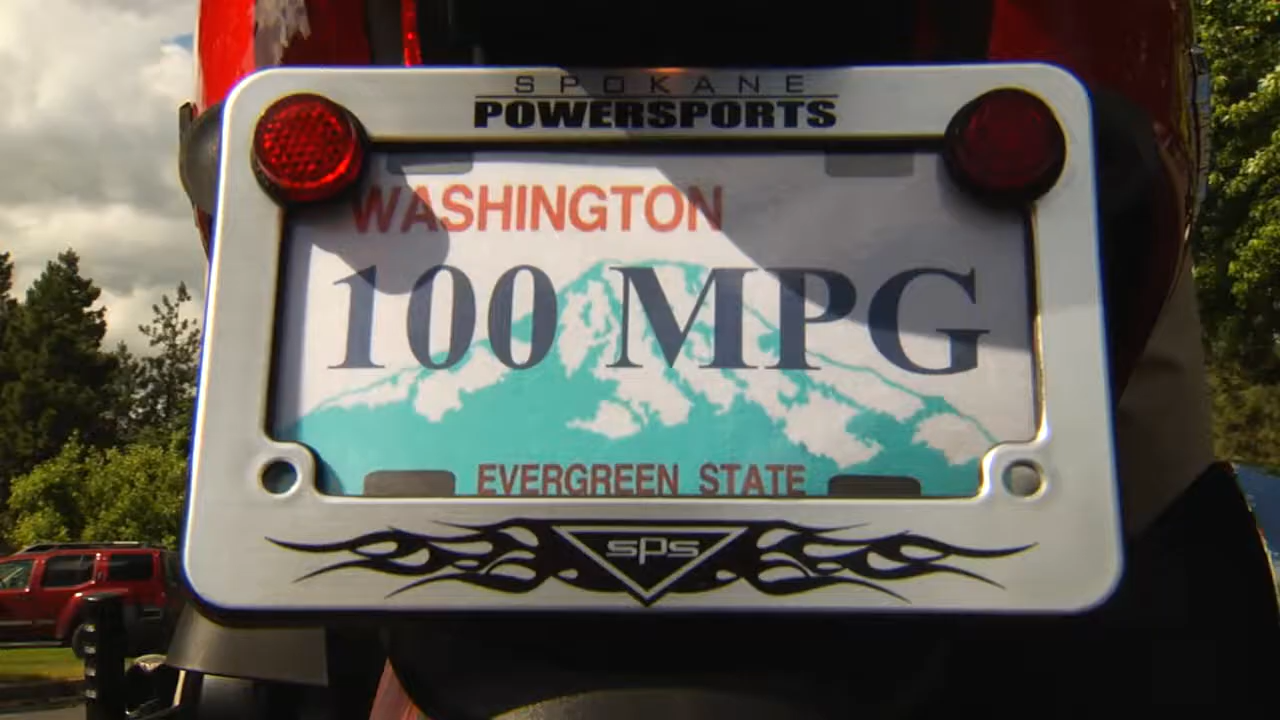 SPOKANE
POWERSPORTS
WASHINGTON
100 MPG
EVERGREEN STATE
sps